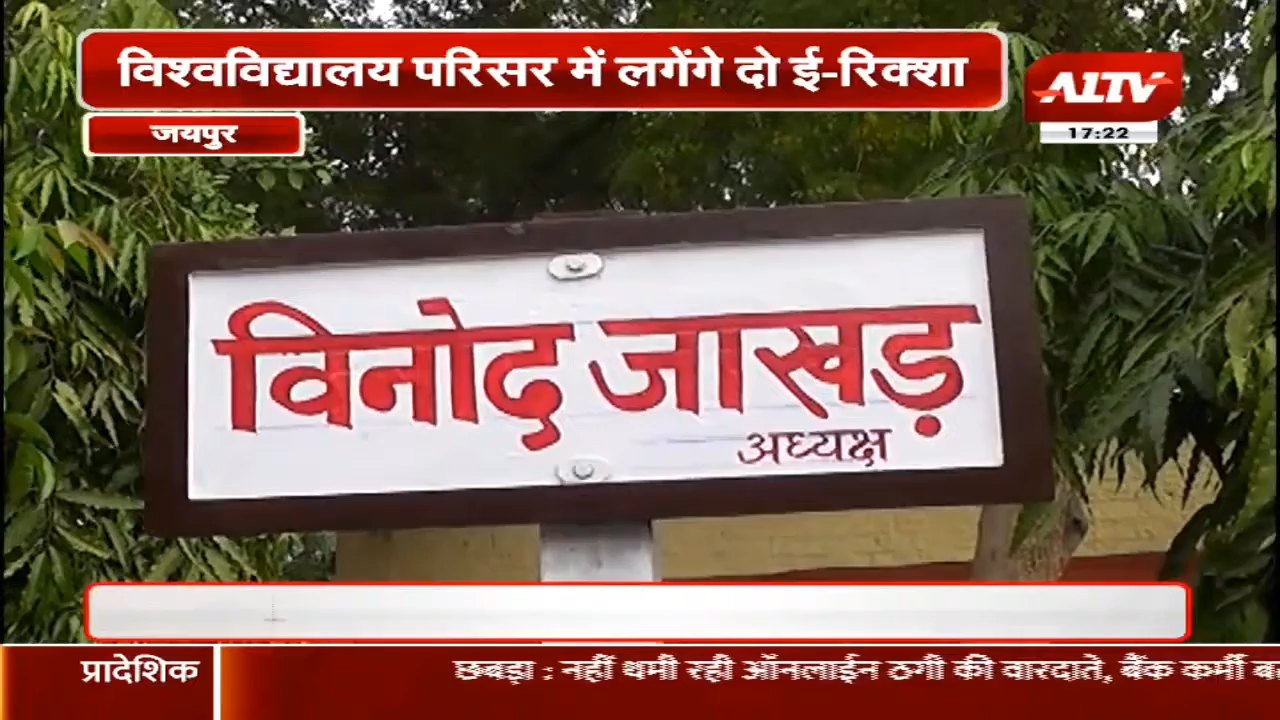 विश्वविद्यालय परिसर में लगेंगे दो ई-रिक्शा
ALTV
17:22
जयपुर
विनोद जाखड़
अध्यक्ष
प्रादेशिक
छबड़ा : नहीं थमी रही ऑनलाईन ठगी की वारदाते, बैंक कर्मी